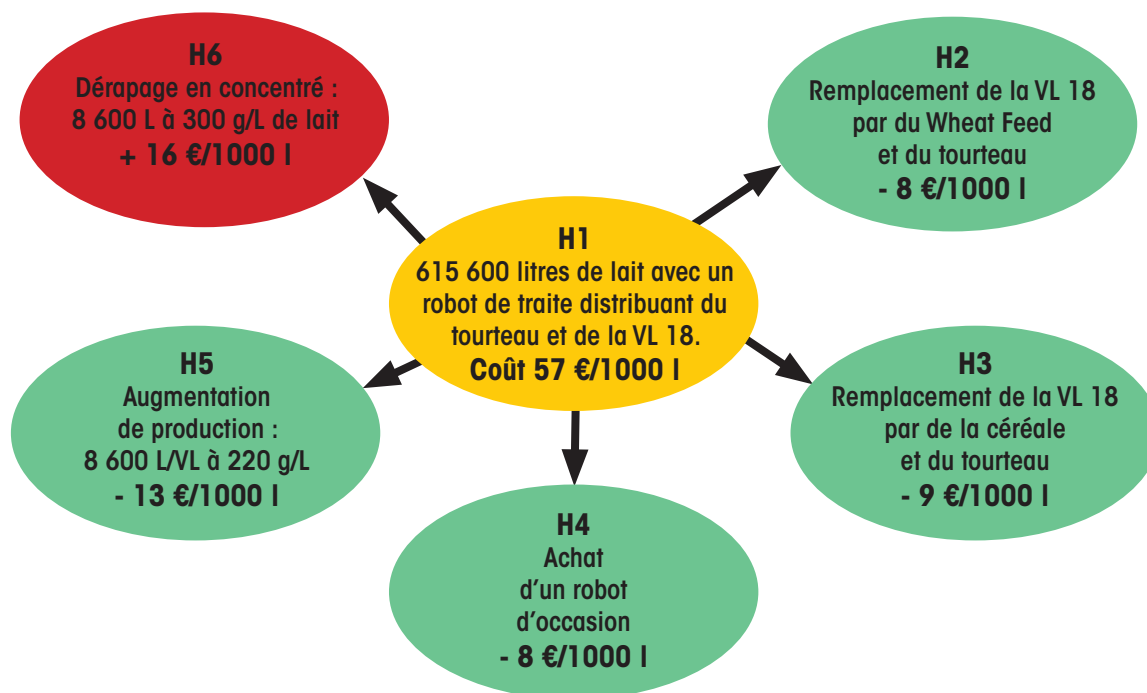 H6
Dérapage en concentré :
8 600 L à 300 g/L de lait
+ 16 €/1000 l
H2
Remplacement de la VL 18
par du Wheat Feed
et du tourteau
- 8 €/1000 l
H1
615 600 litres de lait avec un
robot de traite distribuant du
tourteau et de la VL 18.
Coût 57 €/1000 l
H5
Augmentation
de production :
8 600 L/VL à 220 g/L
- 13 €/1000 l
H3
Remplacement de la VL 18
par de la céréale
et du tourteau
- 9 €/1000 l
H4
Achat
d'un robot
d'occasion
- 8 €/1000 l